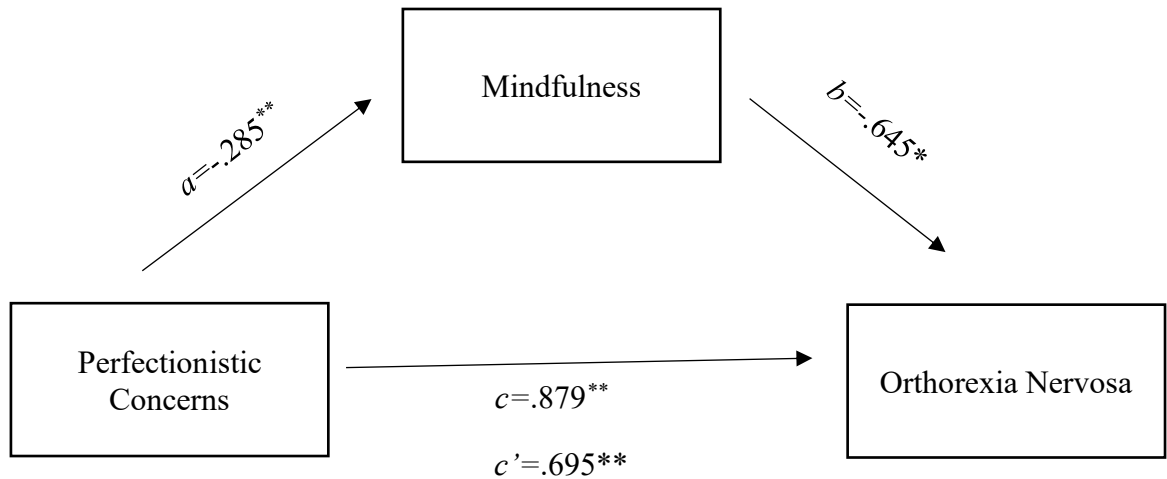 Mindfulness
a=-.285**
b=-.645*
Perfectionistic
Concerns
c=.879**
c’=.695**
Orthorexia Nervosa